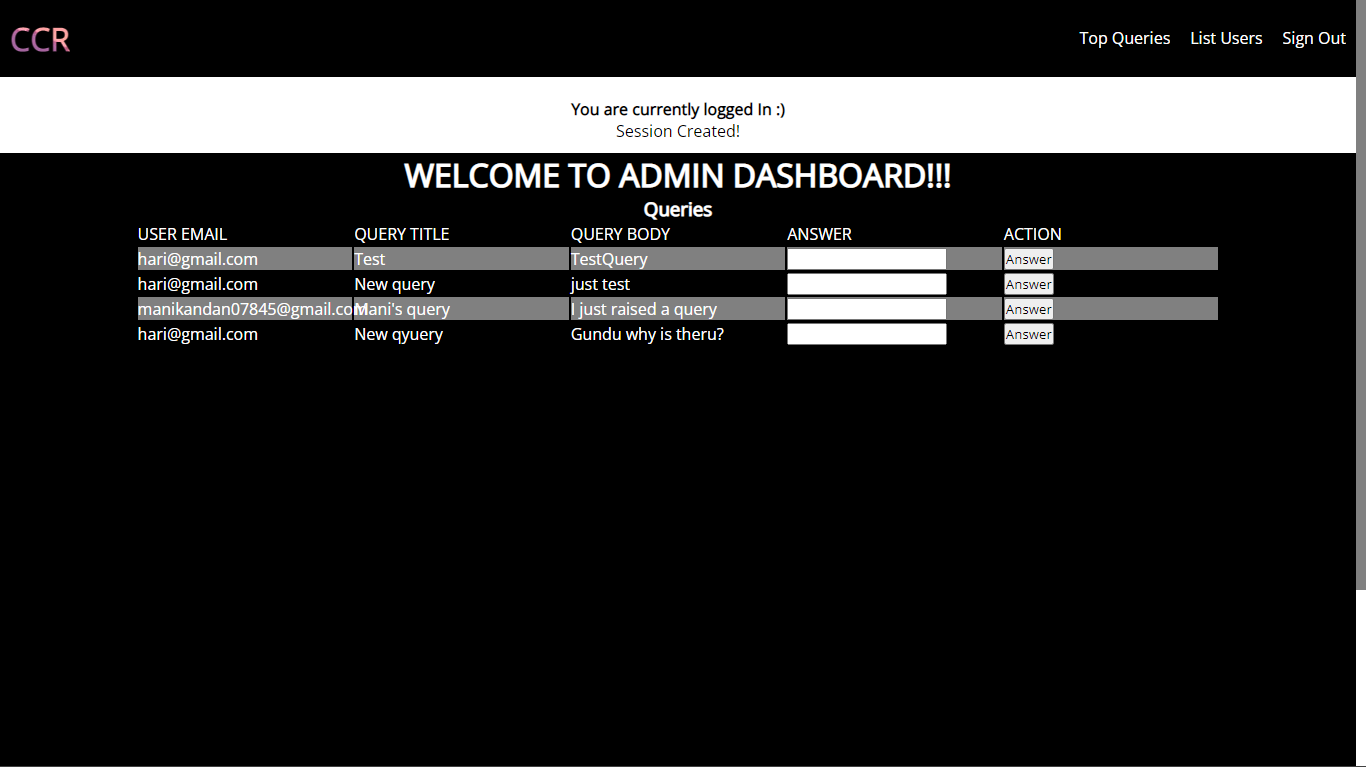 CCR Top Queries List Users Sign Out
You are currently logged In :)
Session Created!
WELCOME TO ADMIN DASHBOARD!!!
Queries
USER EMAIL QUERY TITLE QUERY BODY ANSWER ACTION
hari@gmail.com Test TestQuery Answer
hari@gmail.com New query just test Answer
manikandan07845@gmail.com Mani's query I just raised a query Answer
hari@gmail.com New qyuery Gundu why is theru? Answer